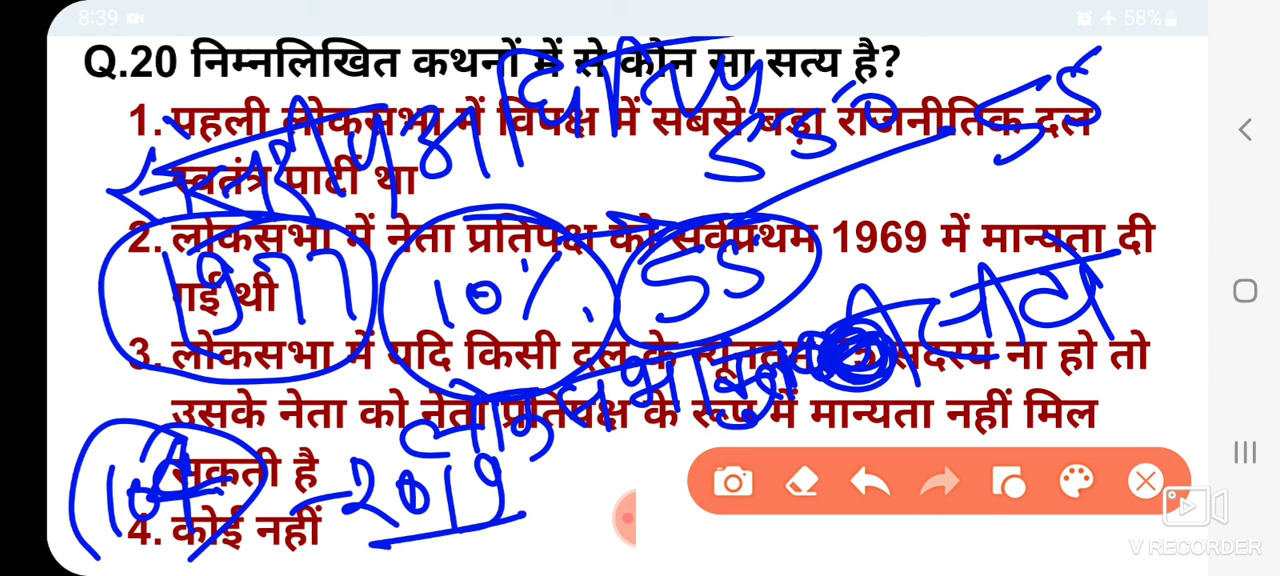 8:39 58%
Q.20 निम्नलिखित कथनों में से कौन सा सत्य है?
1. पहली लोकसभा में विपक्ष में सबसे बड़ा राजनीतिक दल
स्वतंत्र पार्टी था
2. लोकसभा में नेता प्रतिपक्ष को सर्वप्रथम 1969 में मान्यता दी
गई थी
1977 10% 55
3. लोकसभा में यदि किसी दल के न्यूनतम सदस्य ना हो तो
उसके नेता को नेता प्रतिपक्ष के रूप में मान्यता नहीं मिल
सकती है
104 - 2019
4. कोई नहीं
V RECORDER